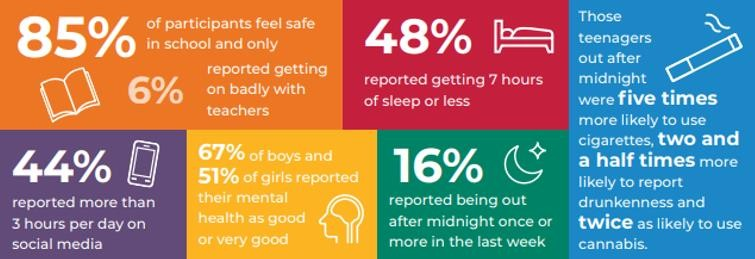 85% of participants feel safe
in school and only
6% reported getting
on badly with
teachers
48%
reported getting 7 hours
of sleep or less
Those
teenagers
out after
midnight
were five times
more likely to use
cigarettes, two and
a half times more
likely to report
drunkenness and
twice as likely to use
cannabis.
44%
reported more than
3 hours per day on
social media
67% of boys and
51% of girls reported
their mental
health as good
or very good
16%
reported being out
after midnight once or
more in the last week